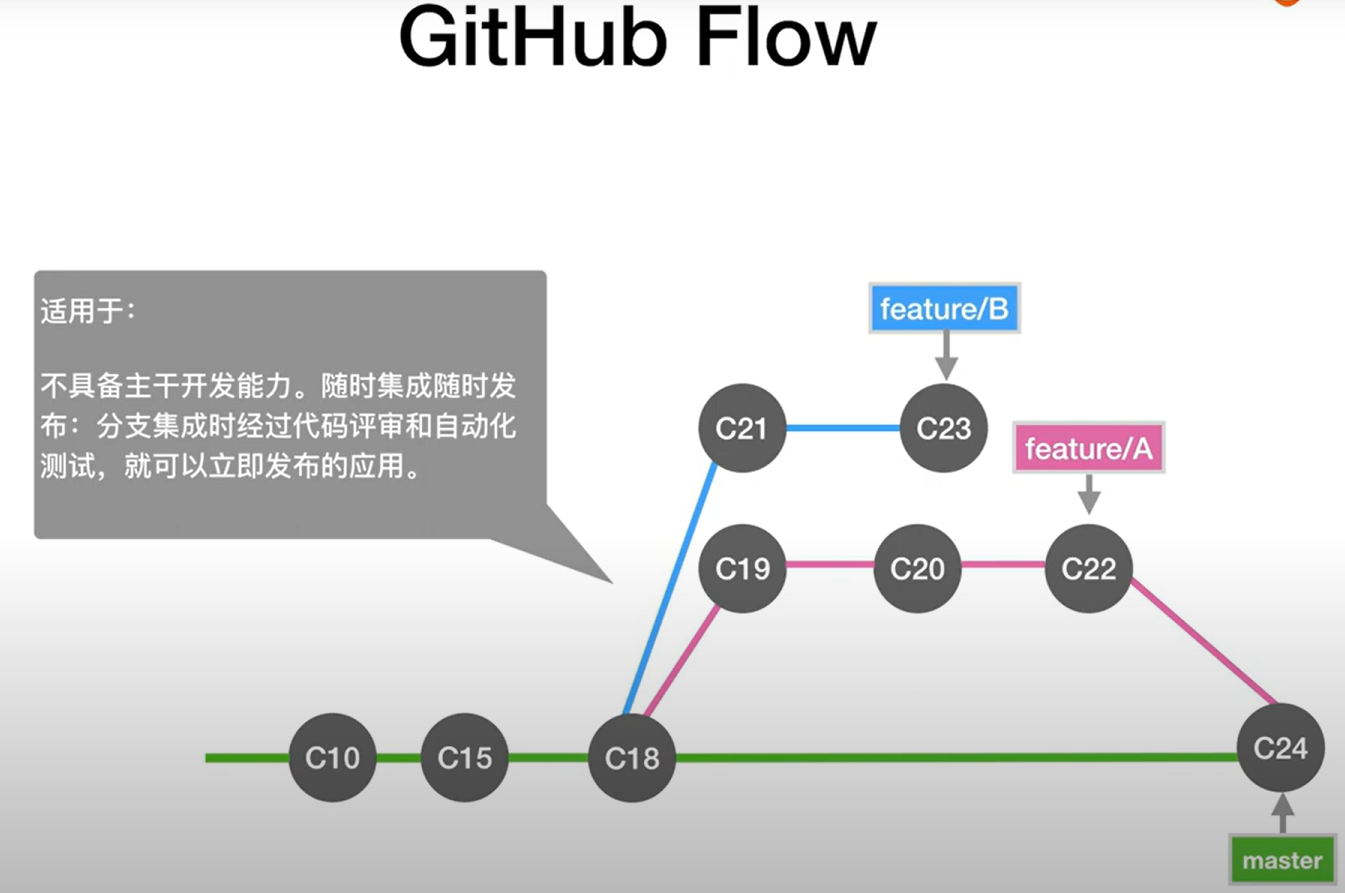 GitHub Flow
适用于：
不具备主干开发能力。随时集成随时发
布：分支集成时经过代码评审和自动化
测试，就可以立即发布的应用。
feature/B
C21
C23
feature/A
C19
C20
C22
C10
C15
C18
C24
master